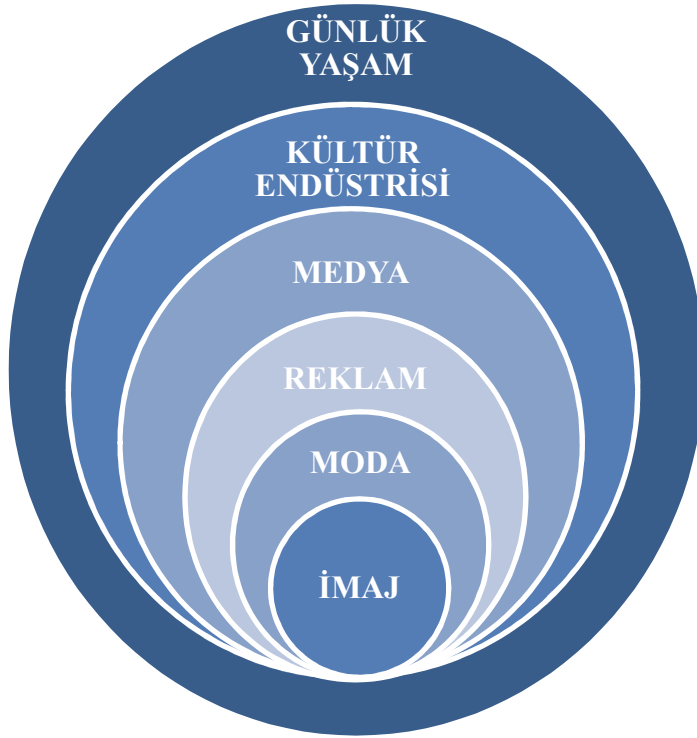 GÜNLÜK
YAŞAM
KÜLTÜR
ENDÜSTRİSİ
MEDYA
REKLAM
MODA
İMAJ